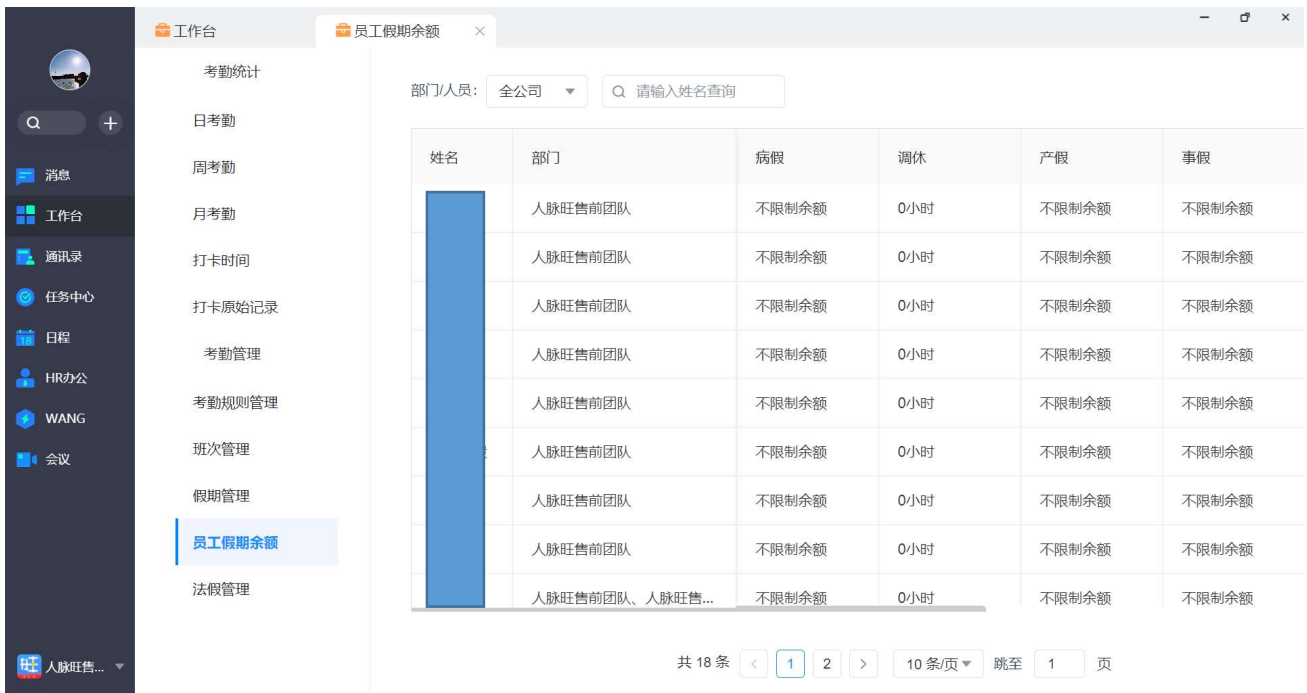 工作台
员工假期余额
消息
工作台
通讯录
任务中心
18
日程
HR办公
WANG
会议
旺
人脉旺售...
考勤统计
日考勤
周考勤
月考勤
打卡时间
打卡原始记录
考勤管理
考勤规则管理
班次管理
假期管理
员工假期余额
法假管理
部门/人员: 全公司 请输入姓名查询
姓名 部门 病假 调休 产假 事假
人脉旺售前团队 不限制余额 0小时 不限制余额 不限制余额
人脉旺售前团队 不限制余额 0小时 不限制余额 不限制余额
人脉旺售前团队 不限制余额 0小时 不限制余额 不限制余额
人脉旺售前团队 不限制余额 0小时 不限制余额 不限制余额
人脉旺售前团队 不限制余额 0小时 不限制余额 不限制余额
人脉旺售前团队 不限制余额 0小时 不限制余额 不限制余额
人脉旺售前团队 不限制余额 0小时 不限制余额 不限制余额
人脉旺售前团队 不限制余额 0小时 不限制余额 不限制余额
人脉旺售前团队、人脉旺售... 不限制余额 0小时 不限制余额 不限制余额
共 18 条 < 1 2 > 10 条/页 跳至 1 页